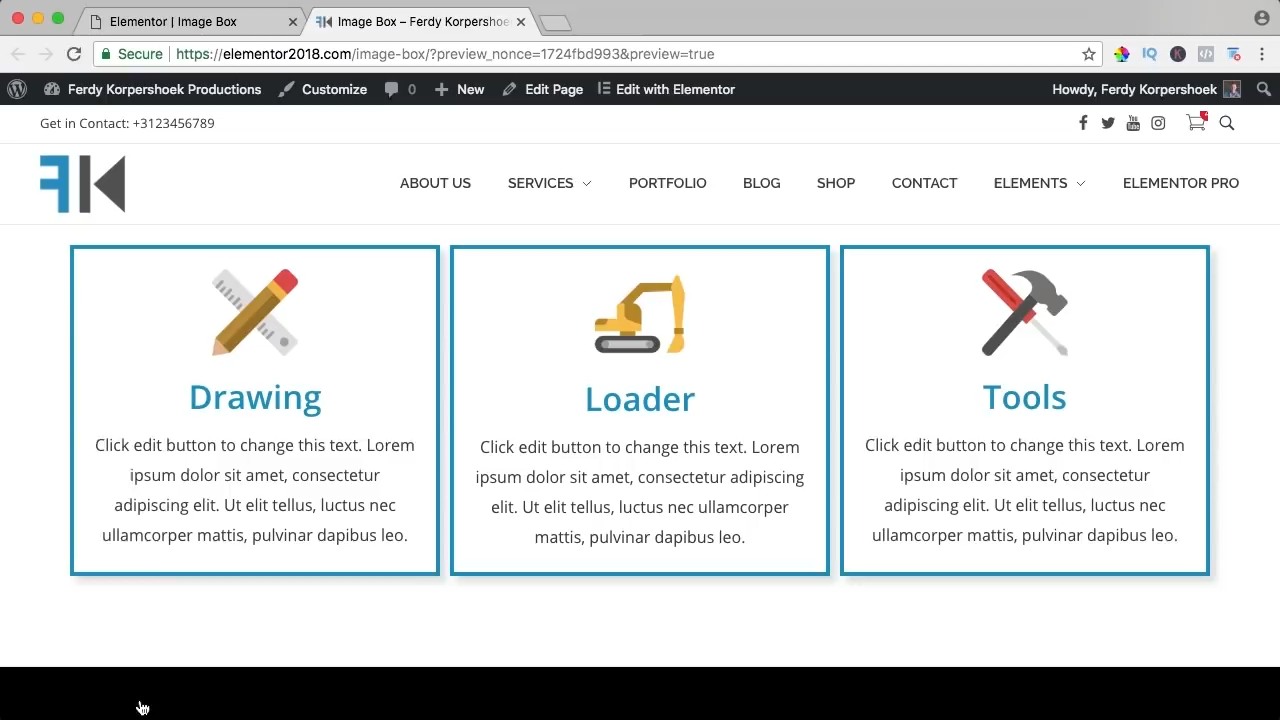 Elementor | Image Box
Image Box – Ferdy Korpershoe
Secure
https://elementor2018.com/image-box/?preview_nonce=1724fbd993&preview=true
Ferdy Korpershoek Productions
Customize
0
New
Edit Page
Edit with Elementor
Howdy, Ferdy Korpershoek
Get in Contact: +3123456789
You
Tube
FK
ABOUT US
SERVICES
PORTFOLIO
BLOG
SHOP
CONTACT
ELEMENTS
ELEMENTOR PRO
Drawing
Click edit button to change this text. Lorem
ipsum dolor sit amet, consectetur
adipiscing elit. Ut elit tellus, luctus nec
ullamcorper mattis, pulvinar dapibus leo.
Loader
Click edit button to change this text. Lorem
ipsum dolor sit amet, consectetur adipiscing
elit. Ut elit tellus, luctus nec ullamcorper
mattis, pulvinar dapibus leo.
Tools
Click edit button to change this text. Lorem
ipsum dolor sit amet, consectetur
adipiscing elit. Ut elit tellus, luctus nec
ullamcorper mattis, pulvinar dapibus leo.